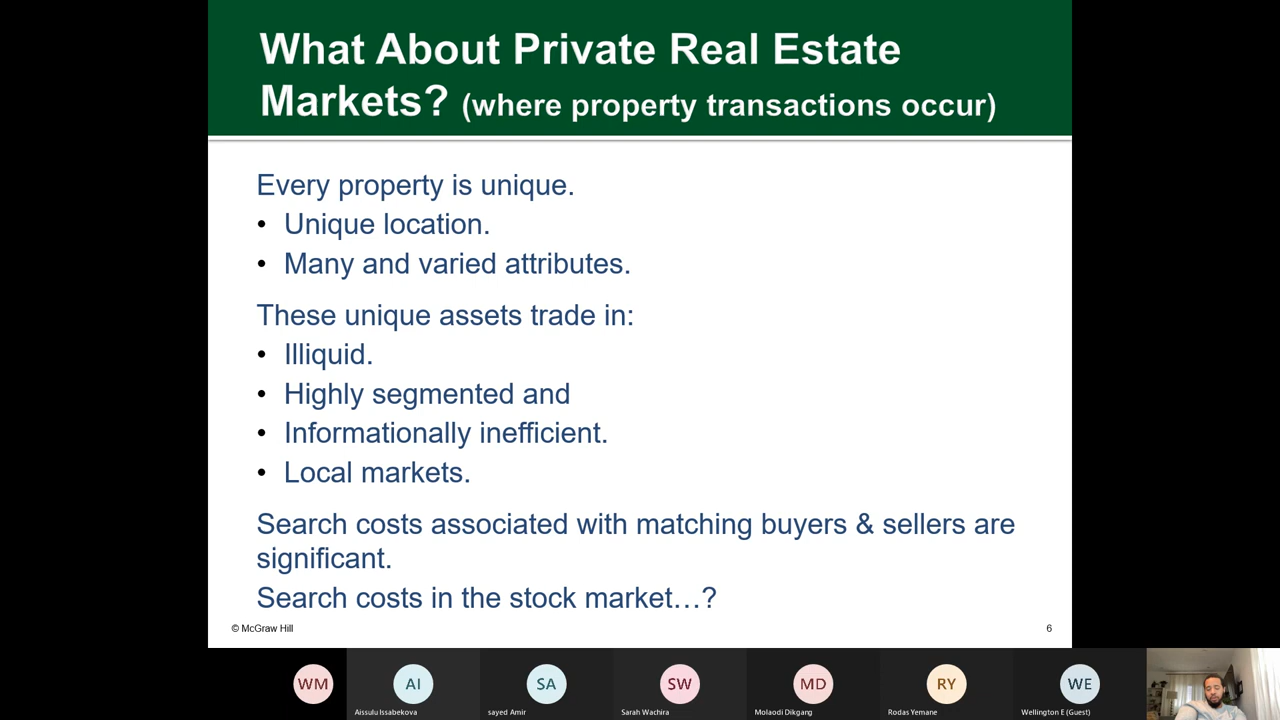 What About Private Real Estate
Markets? (where property transactions occur)
Every property is unique.
• Unique location.
• Many and varied attributes.
These unique assets trade in:
• Illiquid.
• Highly segmented and
• Informationally inefficient.
• Local markets.
Search costs associated with matching buyers & sellers are
significant.
Search costs in the stock market…?
© McGraw Hill
6
WM
AI
SA
SW
MD
RY
WE
Aissulu Issabekova
sayed Amir
Sarah Wachira
Molaodi Dikgang
Rodas Yemane
Wellington E (Guest)